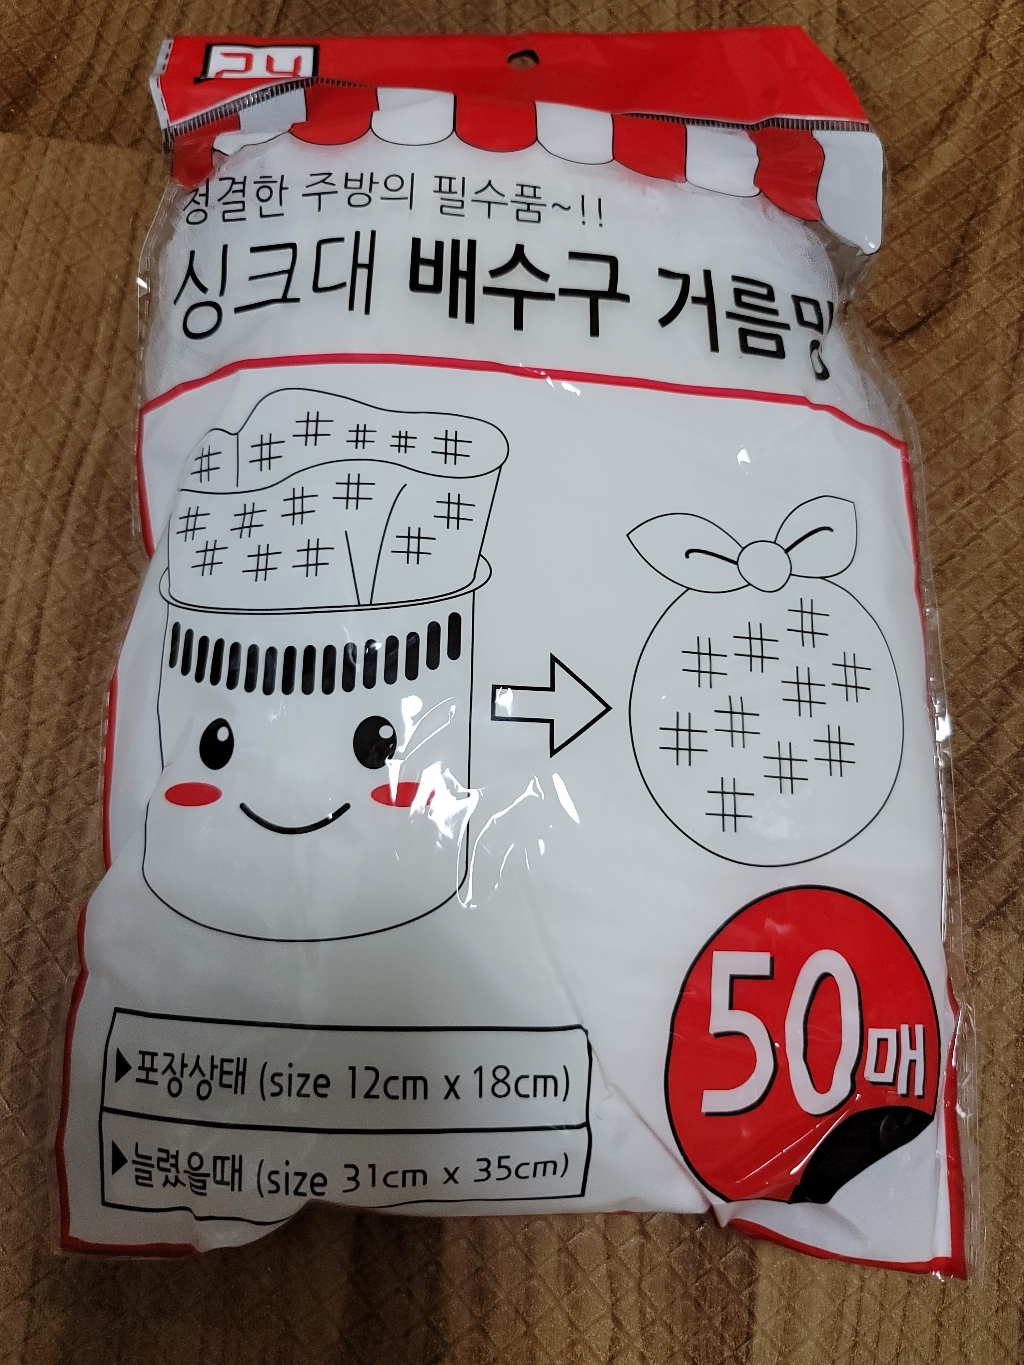 청결한 주방의 필수품~!!
싱크대 배수구 거름망
▶포장상태 (size 12cm x 18cm)
▶늘렸을때 (size 31cm x 35cm)
50매